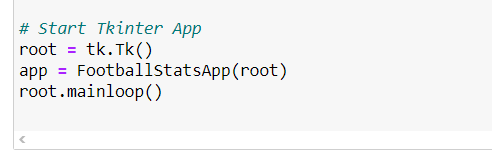 # Start Tkinter App
root = tk.Tk()
app = FootballStatsApp(root)
root.mainloop()